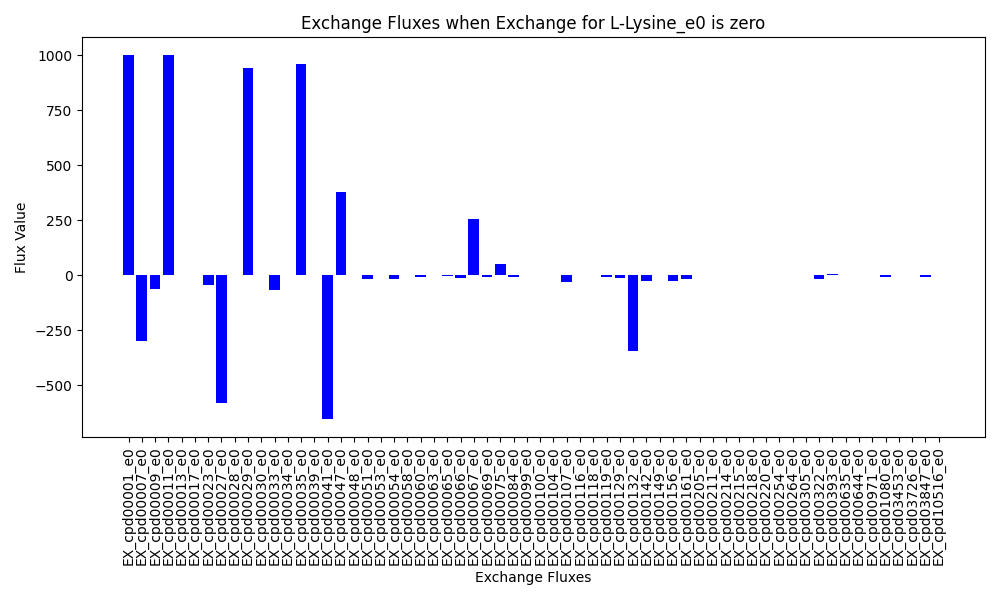 Exchange Fluxes when Exchange for L-Lysine_e0 is zero
Flux Value
1000
750
500
250
0
−250
−500
EX_cpd00001_e0
EX_cpd00007_e0
EX_cpd00009_e0
EX_cpd00011_e0
EX_cpd00013_e0
EX_cpd00017_e0
EX_cpd00023_e0
EX_cpd00027_e0
EX_cpd00028_e0
EX_cpd00029_e0
EX_cpd00030_e0
EX_cpd00033_e0
EX_cpd00034_e0
EX_cpd00035_e0
EX_cpd00039_e0
EX_cpd00041_e0
EX_cpd00047_e0
EX_cpd00048_e0
EX_cpd00051_e0
EX_cpd00053_e0
EX_cpd00054_e0
EX_cpd00058_e0
EX_cpd00060_e0
EX_cpd00063_e0
EX_cpd00065_e0
EX_cpd00066_e0
EX_cpd00067_e0
EX_cpd00069_e0
EX_cpd00075_e0
EX_cpd00084_e0
EX_cpd00099_e0
EX_cpd00100_e0
EX_cpd00104_e0
EX_cpd00107_e0
EX_cpd00116_e0
EX_cpd00118_e0
EX_cpd00119_e0
EX_cpd00129_e0
EX_cpd00132_e0
EX_cpd00142_e0
EX_cpd00149_e0
EX_cpd00156_e0
EX_cpd00161_e0
EX_cpd00205_e0
EX_cpd00211_e0
EX_cpd00214_e0
EX_cpd00215_e0
EX_cpd00218_e0
EX_cpd00220_e0
EX_cpd00254_e0
EX_cpd00264_e0
EX_cpd00305_e0
EX_cpd00322_e0
EX_cpd00393_e0
EX_cpd00635_e0
EX_cpd00644_e0
EX_cpd00971_e0
EX_cpd01080_e0
EX_cpd03453_e0
EX_cpd03726_e0
EX_cpd03847_e0
EX_cpd10516_e0
Exchange Fluxes